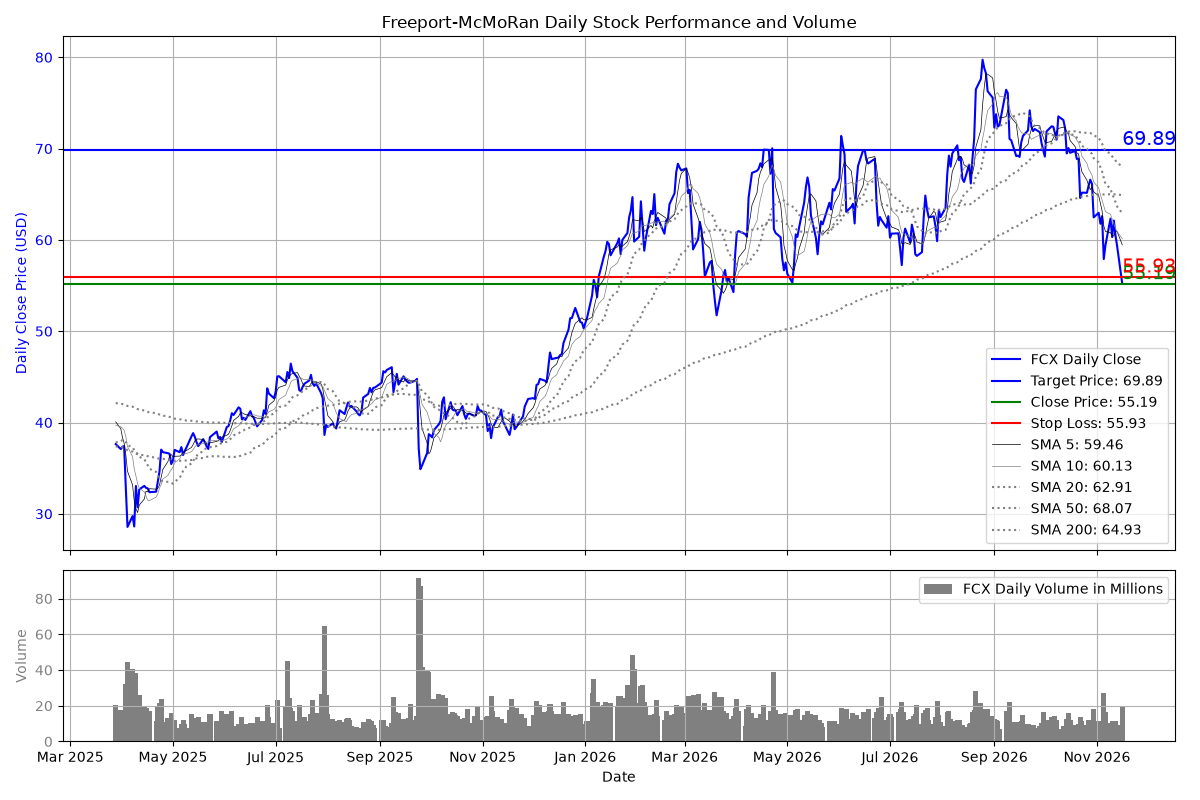 Freeport-McMoRan Daily Stock Performance and Volume
Daily Close Price (USD)
80
70
60
50
40
30
69.89
55.93
55.19
FCX Daily Close
Target Price: 69.89
Close Price: 55.19
Stop Loss: 55.93
SMA 5: 59.46
SMA 10: 60.13
SMA 20: 62.91
SMA 50: 68.07
SMA 200: 64.93
Volume
80
60
40
20
0
FCX Daily Volume in Millions
Mar 2025 May 2025 Jul 2025 Sep 2025 Nov 2025 Jan 2026 Mar 2026 May 2026 Jul 2026 Sep 2026 Nov 2026
Date